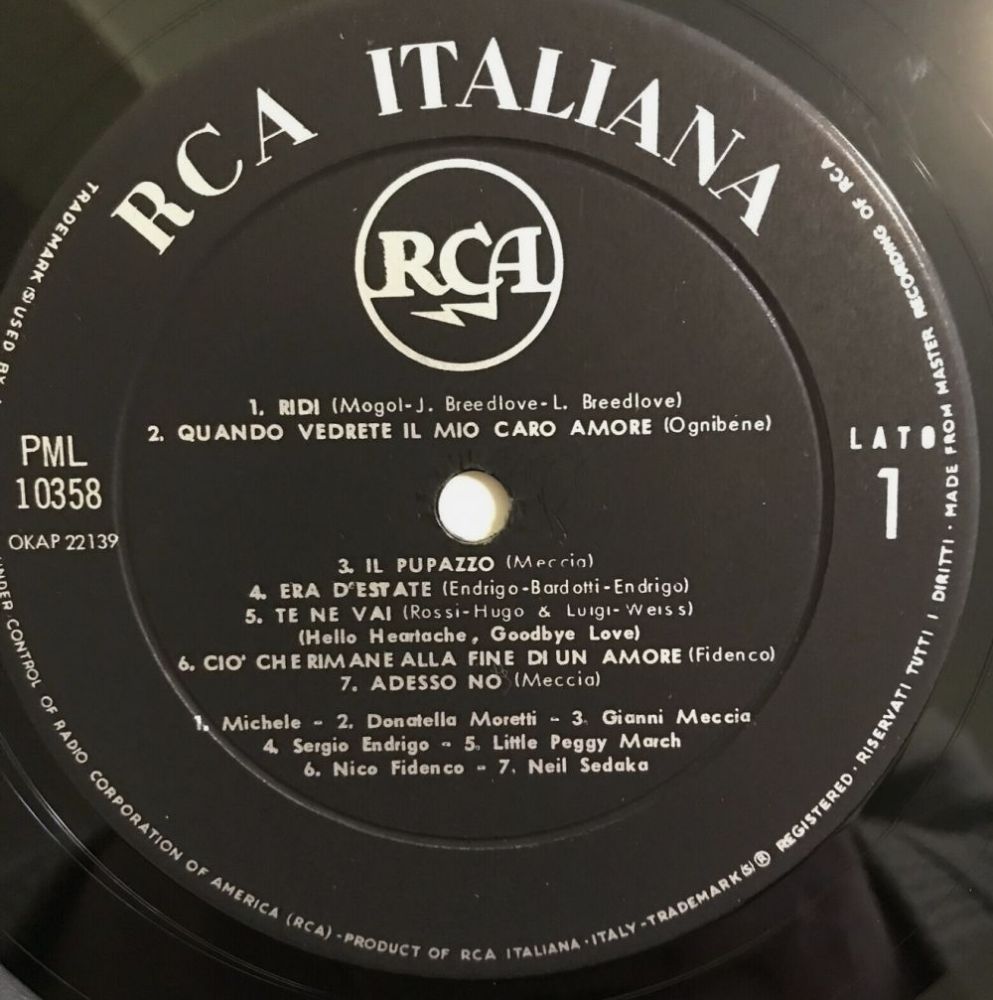 RCA ITALIANA
RCA
1. RIDI (Mogol-J. Breedlove-L. Breedlove)
2. QUANDO VEDRETE IL MIO CARO AMORE (Ognibene)
PML
10358
OKAP 22139
LATO
1
3. IL PUPAZZO (Meccia)
4. ERA D'ESTATE (Endrigo-Bardotti-Endrigo)
5. TE NE VAI (Rossi-Hugo & Luigi-Weiss)
(Hello Heartache, Goodbye Love)
6. CIO' CHE RIMANE ALLA FINE DI UN AMORE (Fidenco)
7. ADESSO NO (Meccia)
1. Michele - 2. Donatella Moretti - 3. Gianni Meccia
4. Sergio Endrigo - 5. Little Peggy March
6. Nico Fidenco - 7. Neil Sedaka
TRADEMARK (S) USED BY
UNDER CONTROL OF RADIO CORPORATION OF AMERICA (RCA) - PRODUCT OF RCA ITALIANA · ITALY - TRADEMARK(S) ® REGISTERED · RISERVATI TUTTI I DIRITTI · MADE FROM MASTER RECORDING OF RCA